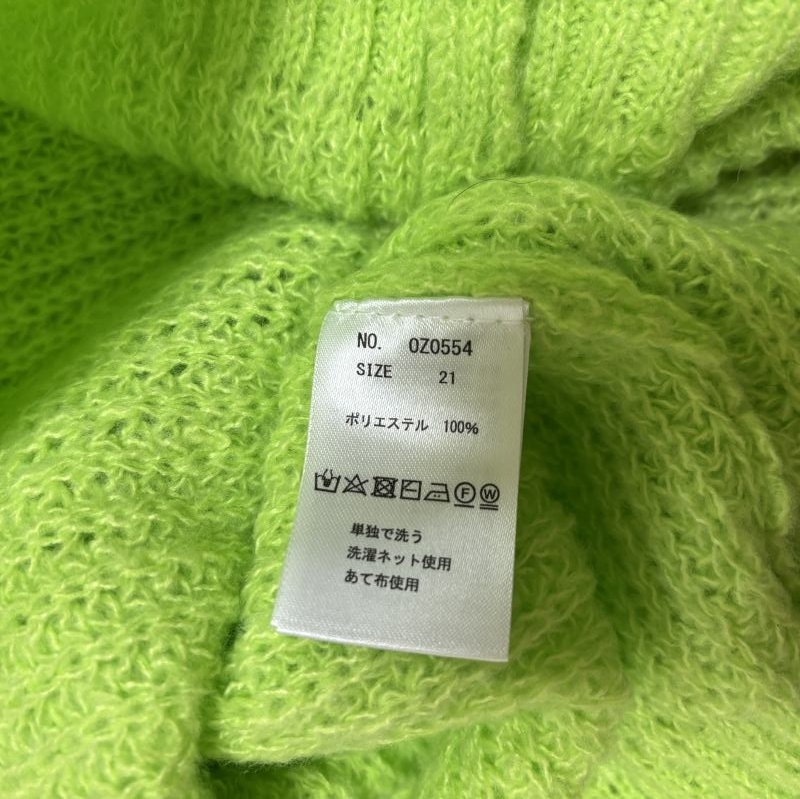 NO. 0Z0554
SIZE 21
ポリエステル 100%
F W
単独で洗う
洗濯ネット使用
あて布使用